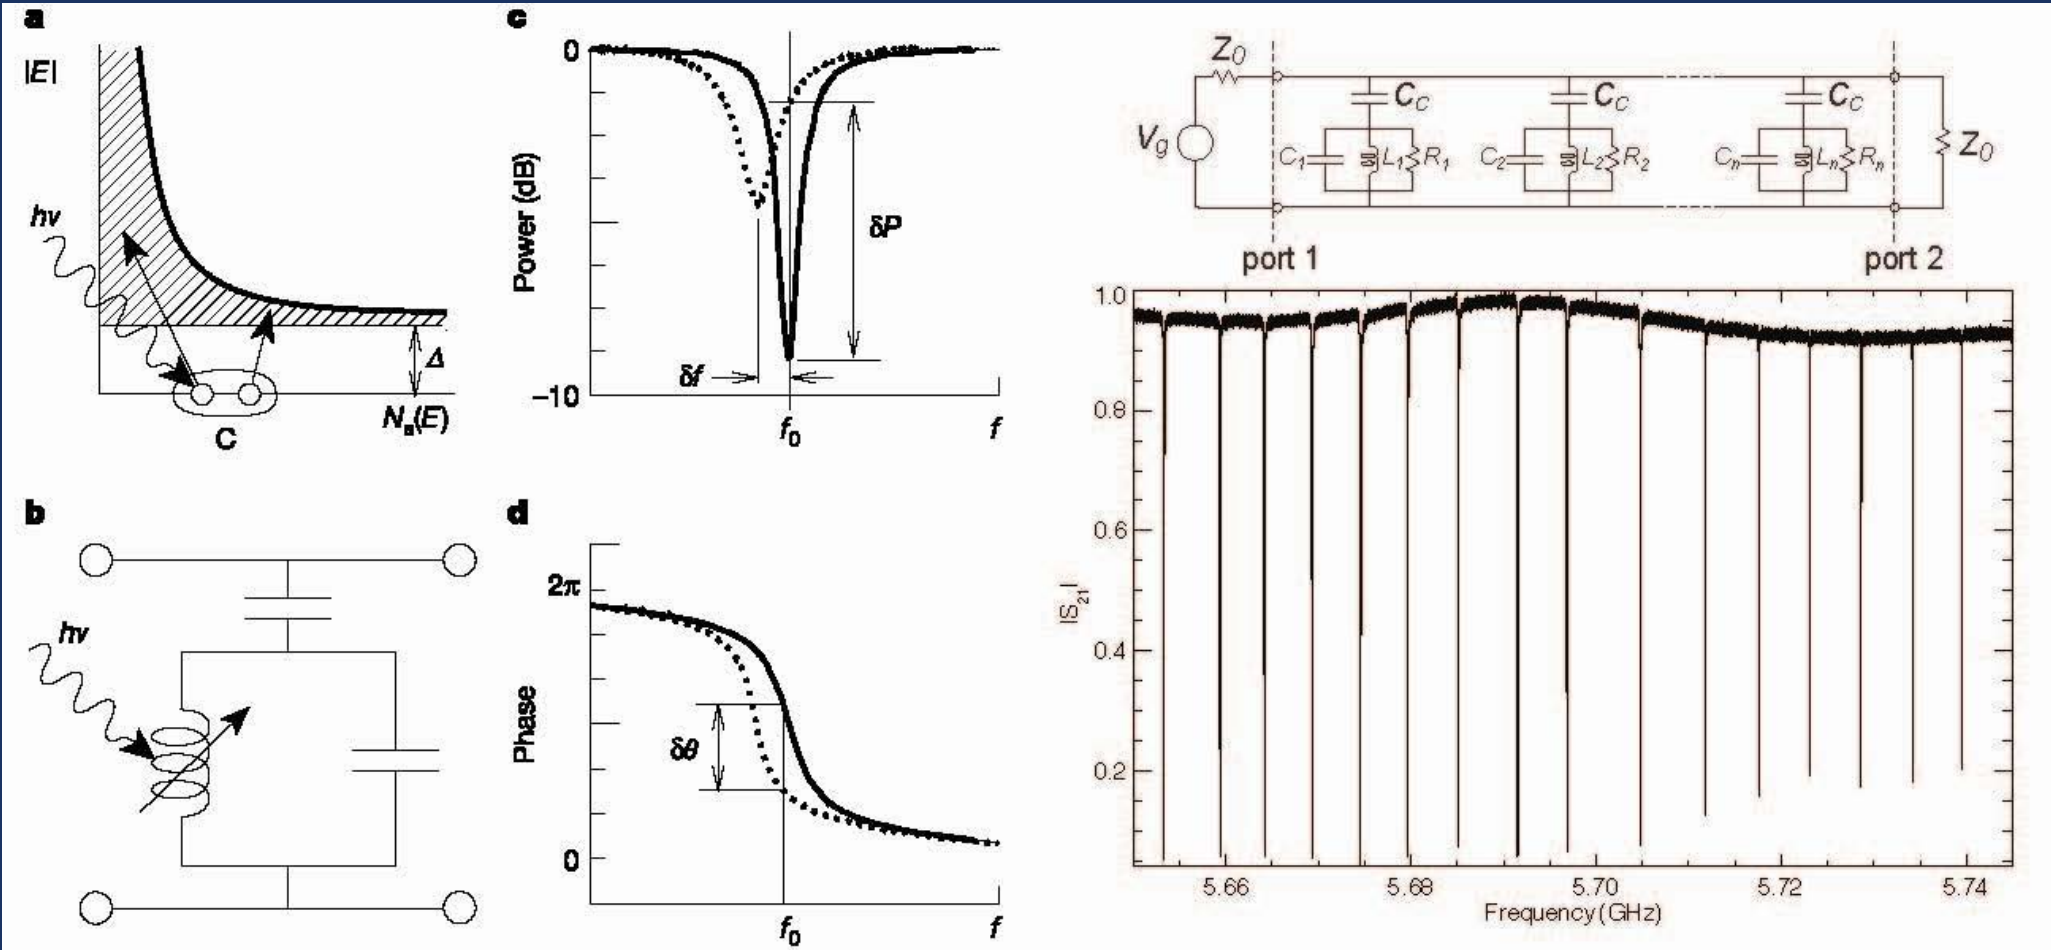 a
|E|
hν
Δ
Nₛ(E)
C
b
hν
c
0
Power (dB)
δP
δf
−10
f₀
f
d
2π
Phase
δθ
0
f₀
f
Z₀
C_C
C_C
C_C
V_g
C₁
L₁
R₁
C₂
L₂
R₂
Cₙ
Lₙ
Rₙ
Z₀
port 1
port 2
1.0
0.8
0.6
0.4
0.2
|S₂₁|
5.66
5.68
5.70
5.72
5.74
Frequency(GHz)